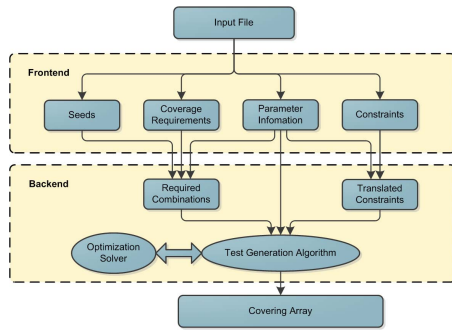 Input File
Frontend
Seeds
Coverage
Requirements
Parameter
Infomation
Constraints
Backend
Required
Combinations
Translated
Constraints
Optimization
Solver
Test Generation Algorithm
Covering Array